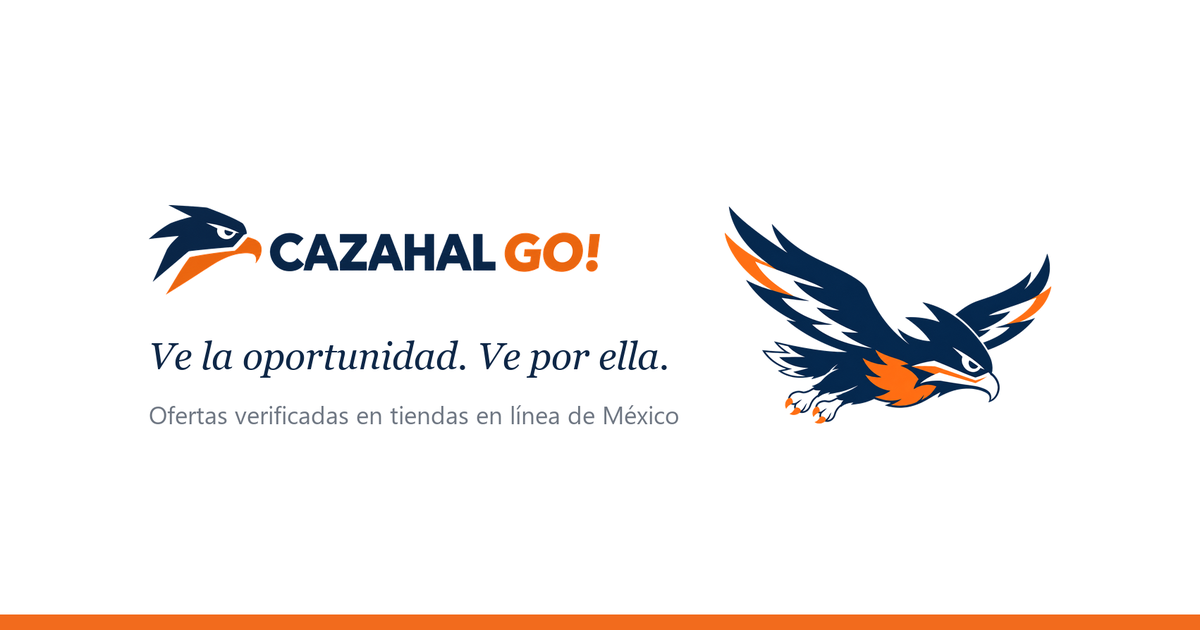 CAZAHAL GO!
Ve la oportunidad. Ve por ella.
Ofertas verificadas en tiendas en línea de México